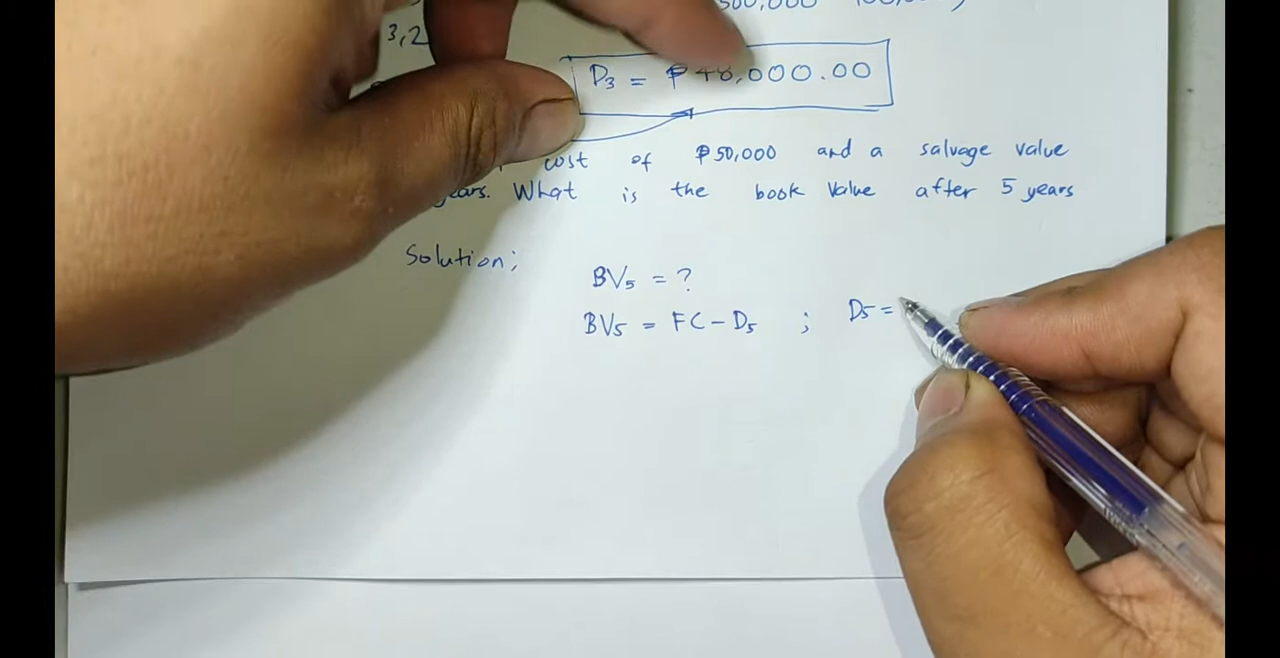 3,2
D₃ = ₱48,000.00
cost of ₱50,000 and a salvage value
years. What is the book value after 5 years
Solution;
BV₅ = ?
BV₅ = FC - D₅ ; D₅ =